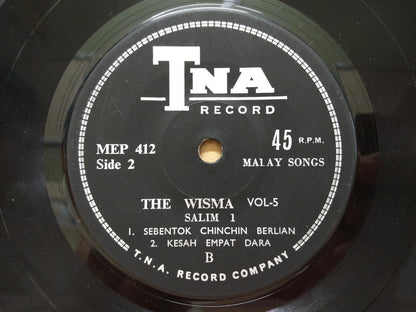 TNA
RECORD
MEP 412
Side 2
45 R.P.M.
MALAY SONGS
THE WISMA VOL-5
SALIM 1
1. SEBENTOK CHINCHIN BERLIAN
2. KESAH EMPAT DARA
B
T.N.A. RECORD COMPANY